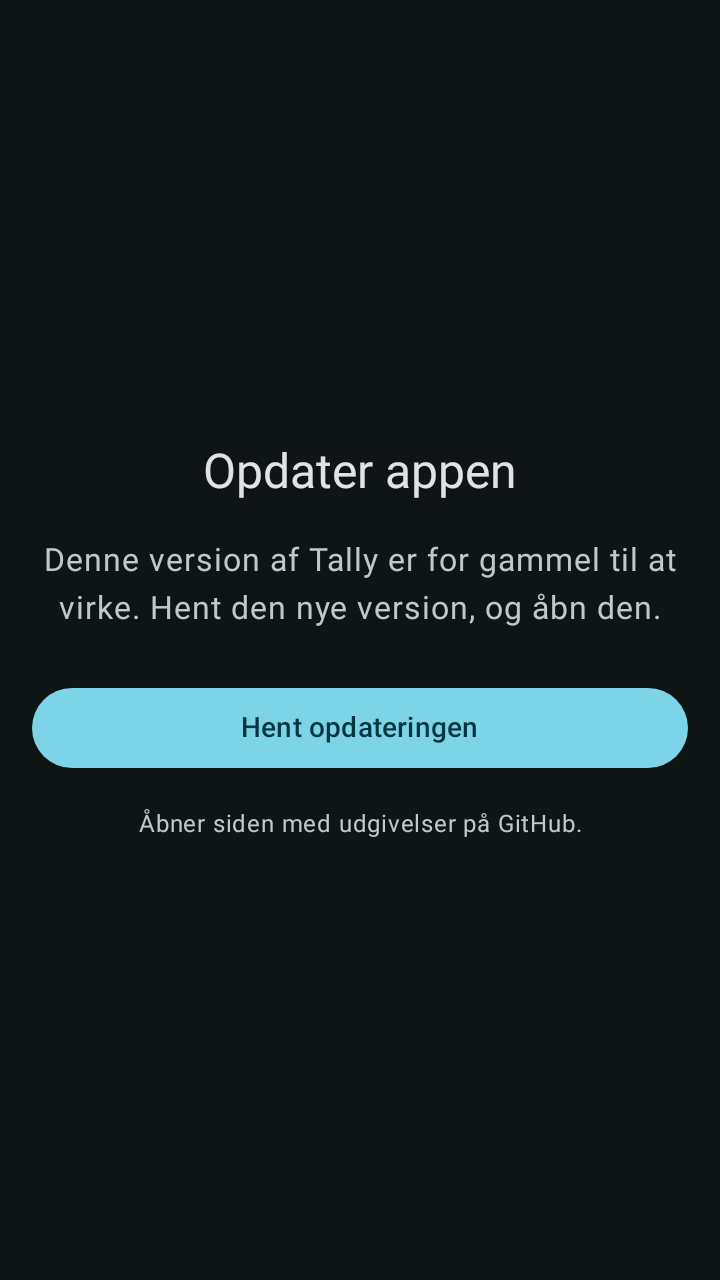 Opdater appen
Denne version af Tally er for gammel til at
virke. Hent den nye version, og åbn den.
Hent opdateringen
Åbner siden med udgivelser på GitHub.